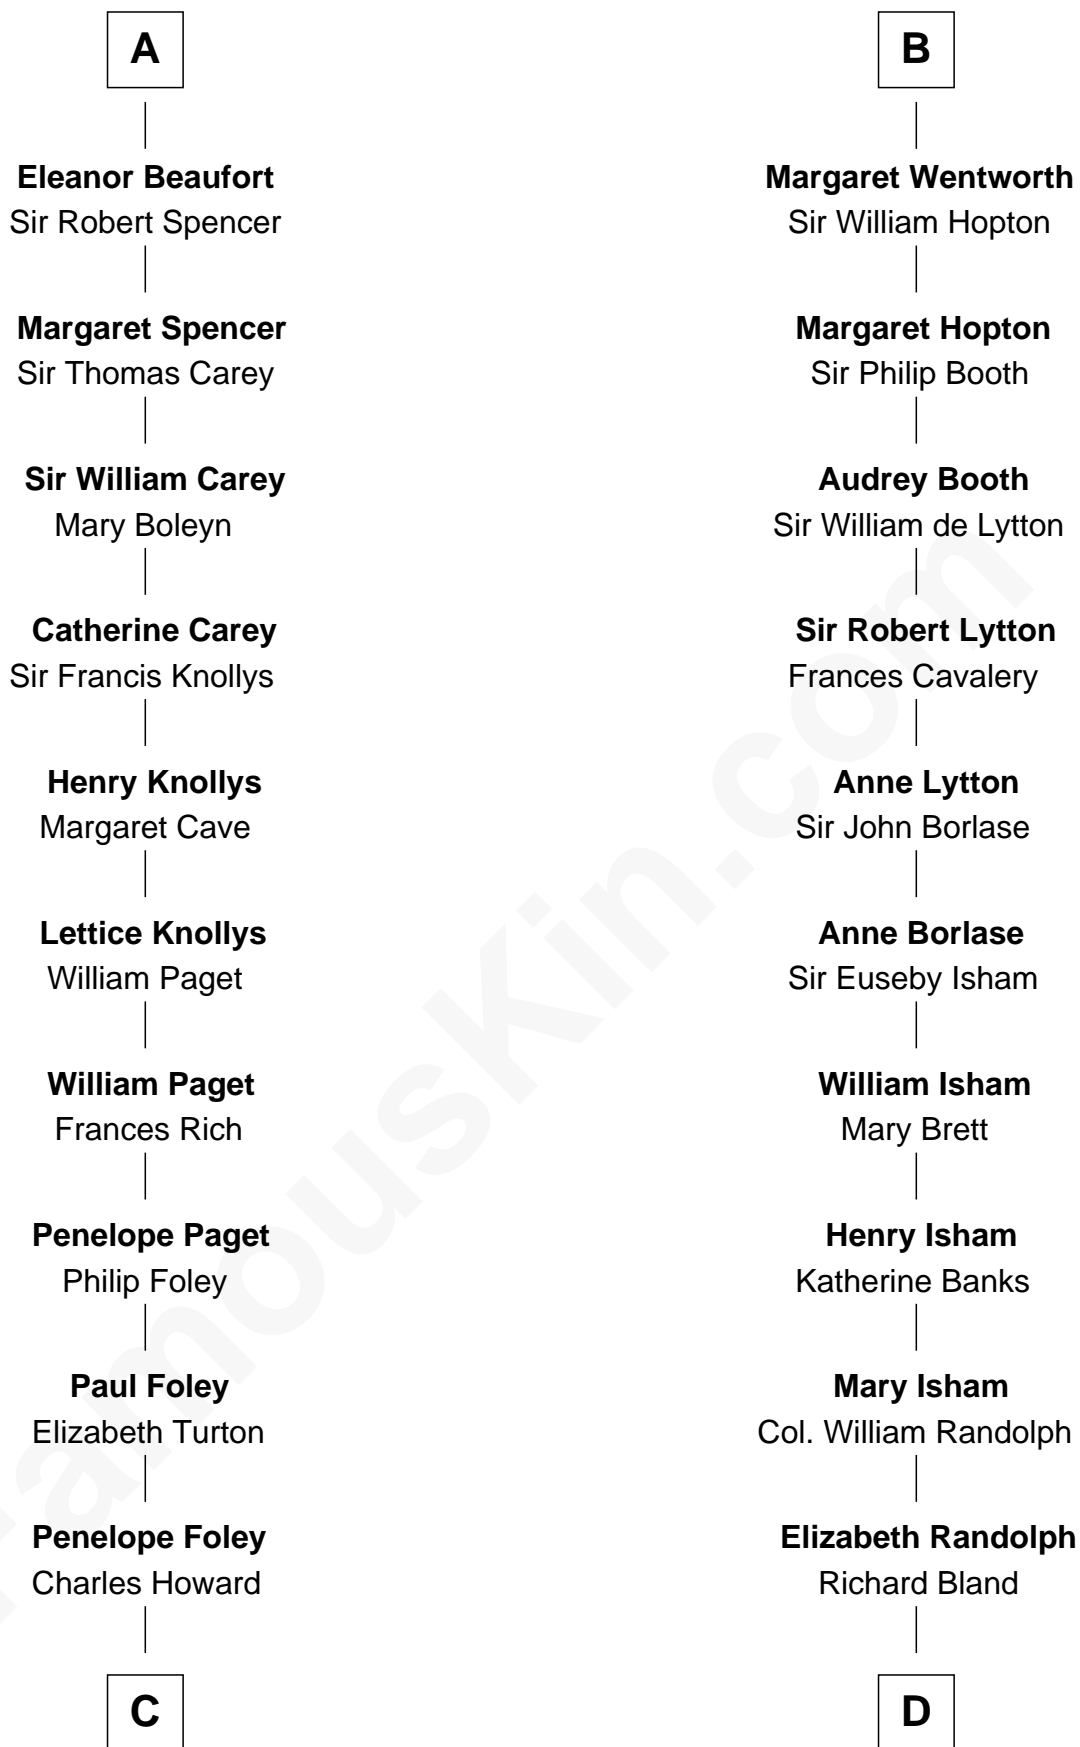 A
Eleanor Beaufort
Sir Robert Spencer
Margaret Spencer
Sir Thomas Carey
Sir William Carey
Mary Boleyn
Catherine Carey
Sir Francis Knollys
Henry Knollys
Margaret Cave
Lettice Knollys
William Paget
William Paget
Frances Rich
Penelope Paget
Philip Foley
Paul Foley
Elizabeth Turton
Penelope Foley
Charles Howard
C
B
Margaret Wentworth
Sir William Hopton
Margaret Hopton
Sir Philip Booth
Audrey Booth
Sir William de Lytton
Sir Robert Lytton
Frances Cavalery
Anne Lytton
Sir John Borlase
Anne Borlase
Sir Euseby Isham
William Isham
Mary Brett
Henry Isham
Katherine Banks
Mary Isham
Col. William Randolph
Elizabeth Randolph
Richard Bland
D
FamousKin.com